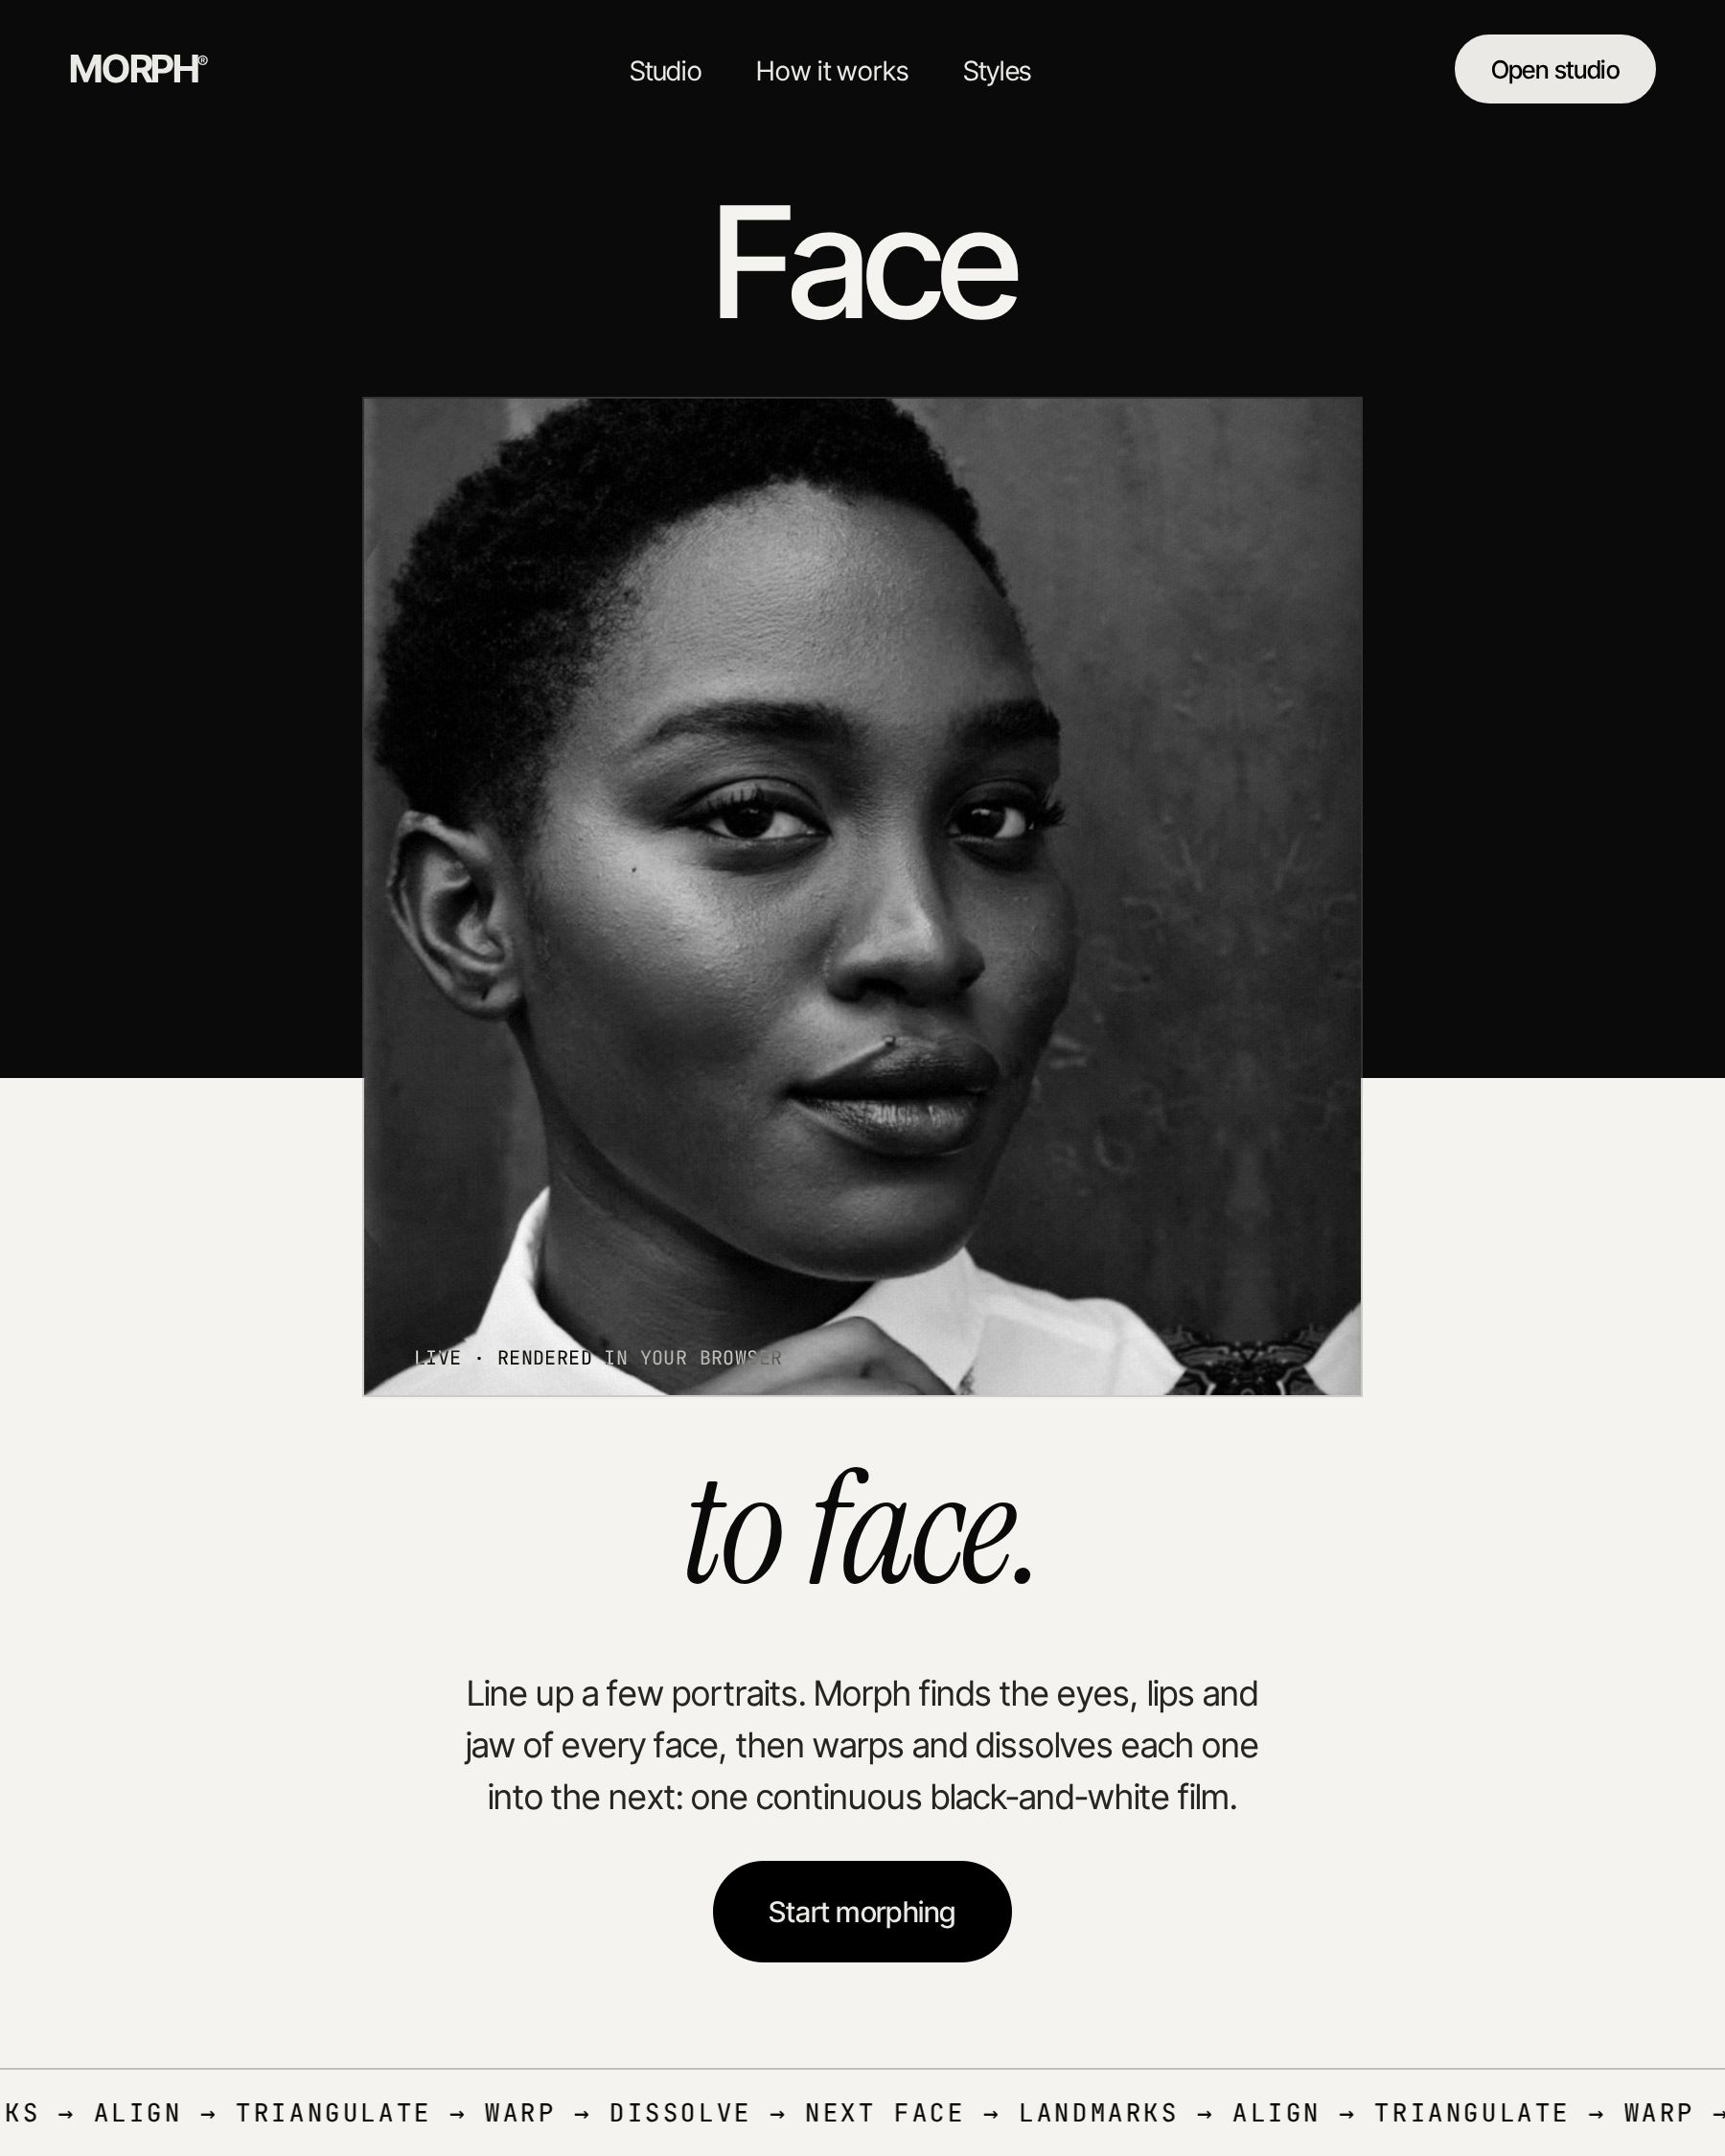 MORPH®
Studio
How it works
Styles
Open studio
Face
LIVE · RENDERED IN YOUR BROWSER
to face.
Line up a few portraits. Morph finds the eyes, lips and
jaw of every face, then warps and dissolves each one
into the next: one continuous black-and-white film.
Start morphing
KS → ALIGN → TRIANGULATE → WARP → DISSOLVE → NEXT FACE → LANDMARKS → ALIGN → TRIANGULATE → WARP →